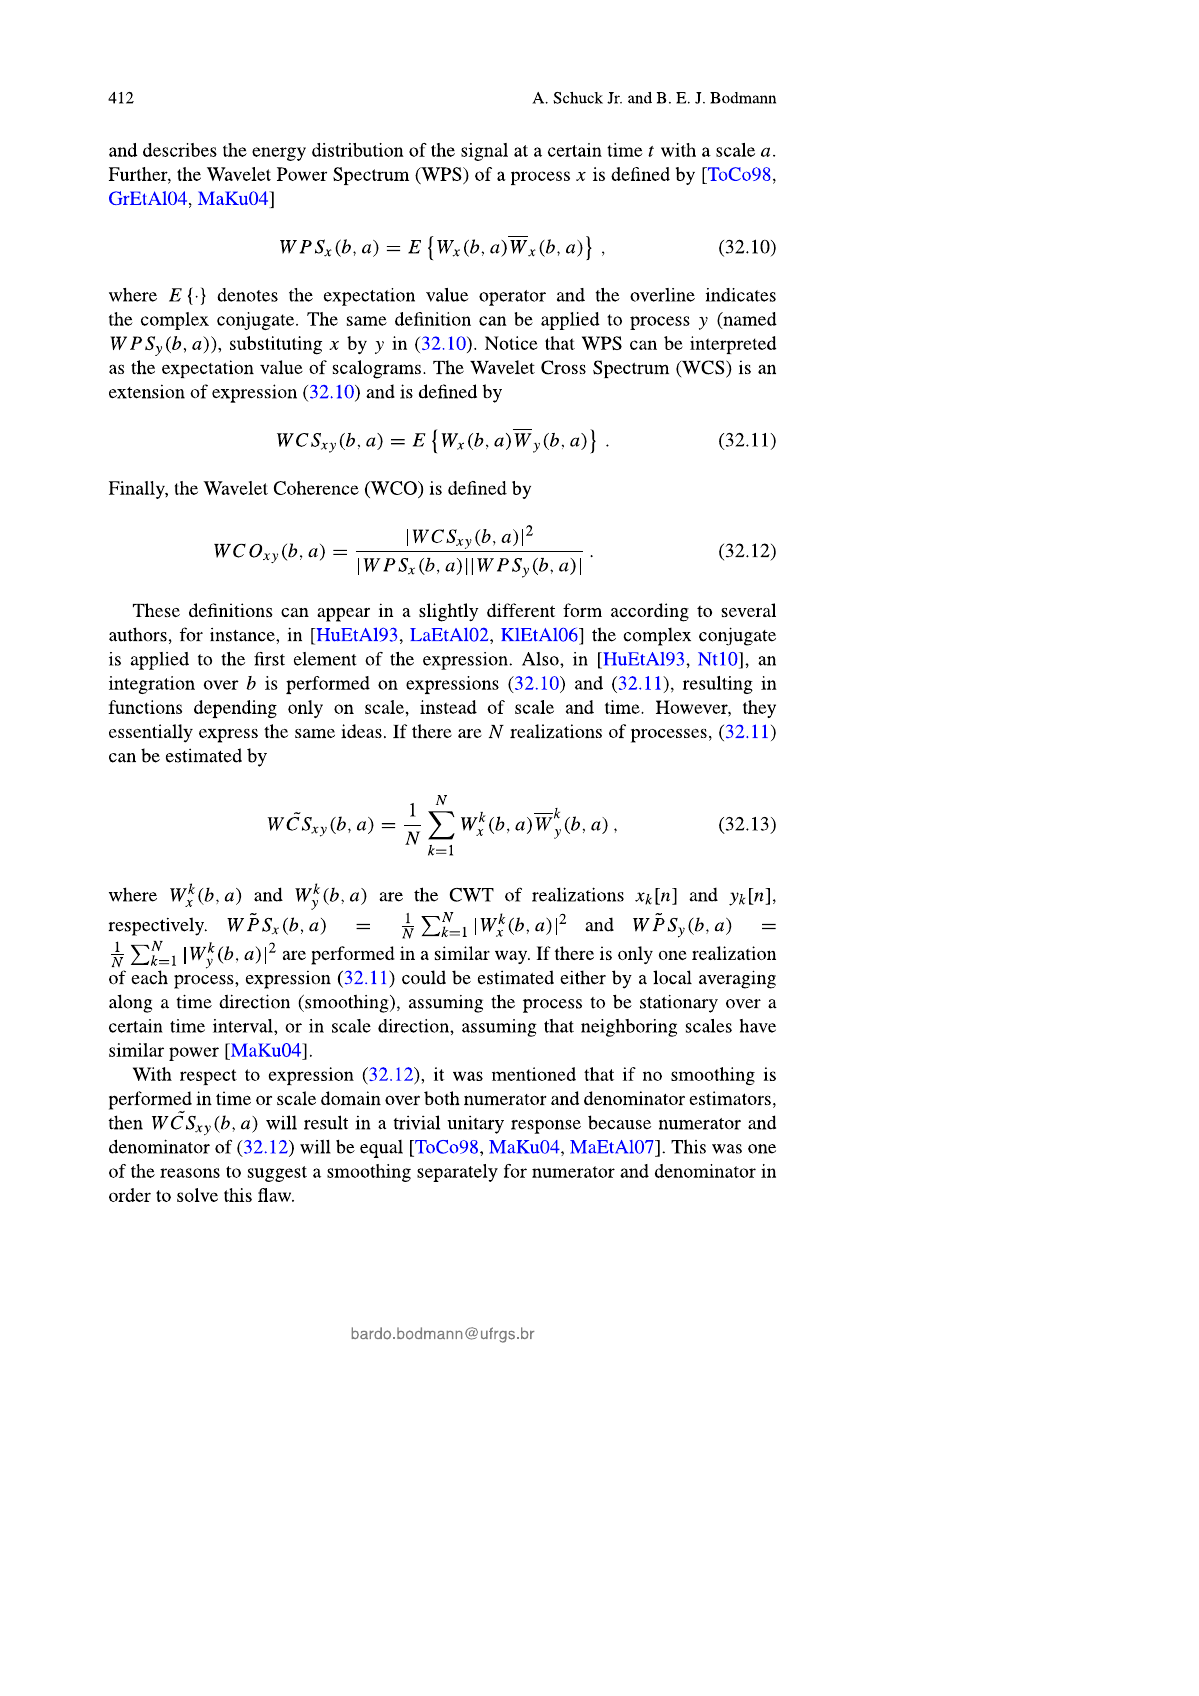 412 A. Schuck Jr. and B. E. J. Bodmann
and describes the energy distribution of the signal at a certain time t with a scale a.
Further, the Wavelet Power Spectrum (WPS) of a process x is defined by [ToCo98,
GrEtAl04, MaKu04]
WPSₓ(b, a) = E {Wₓ(b, a)W̅ₓ(b, a)} , (32.10)
where E {·} denotes the expectation value operator and the overline indicates
the complex conjugate. The same definition can be applied to process y (named
WPS_y(b, a)), substituting x by y in (32.10). Notice that WPS can be interpreted
as the expectation value of scalograms. The Wavelet Cross Spectrum (WCS) is an
extension of expression (32.10) and is defined by
WCS_{xy}(b, a) = E {W_x(b, a)W̅_y(b, a)} . (32.11)
Finally, the Wavelet Coherence (WCO) is defined by
WCO_{xy}(b, a) = |WCS_{xy}(b, a)|² / |WPS_x(b, a)||WPS_y(b, a)| . (32.12)
These definitions can appear in a slightly different form according to several
authors, for instance, in [HuEtAl93, LaEtAl02, KlEtAl06] the complex conjugate
is applied to the first element of the expression. Also, in [HuEtAl93, Nt10], an
integration over b is performed on expressions (32.10) and (32.11), resulting in
functions depending only on scale, instead of scale and time. However, they
essentially express the same ideas. If there are N realizations of processes, (32.11)
can be estimated by
WC̃S_{xy}(b, a) = 1/N ∑_{k=1}^{N} W_x^k(b, a)W̅_y^k(b, a) , (32.13)
where W_x^k(b, a) and W_y^k(b, a) are the CWT of realizations x_k[n] and y_k[n],
respectively. WP̃S_x(b, a) = 1/N ∑_{k=1}^{N} |W_x^k(b, a)|² and WP̃S_y(b, a) =
1/N ∑_{k=1}^{N} |W_y^k(b, a)|² are performed in a similar way. If there is only one realization
of each process, expression (32.11) could be estimated either by a local averaging
along a time direction (smoothing), assuming the process to be stationary over a
certain time interval, or in scale direction, assuming that neighboring scales have
similar power [MaKu04].
With respect to expression (32.12), it was mentioned that if no smoothing is
performed in time or scale domain over both numerator and denominator estimators,
then WC̃S_{xy}(b, a) will result in a trivial unitary response because numerator and
denominator of (32.12) will be equal [ToCo98, MaKu04, MaEtAl07]. This was one
of the reasons to suggest a smoothing separately for numerator and denominator in
order to solve this flaw.
bardo.bodmann@ufrgs.br